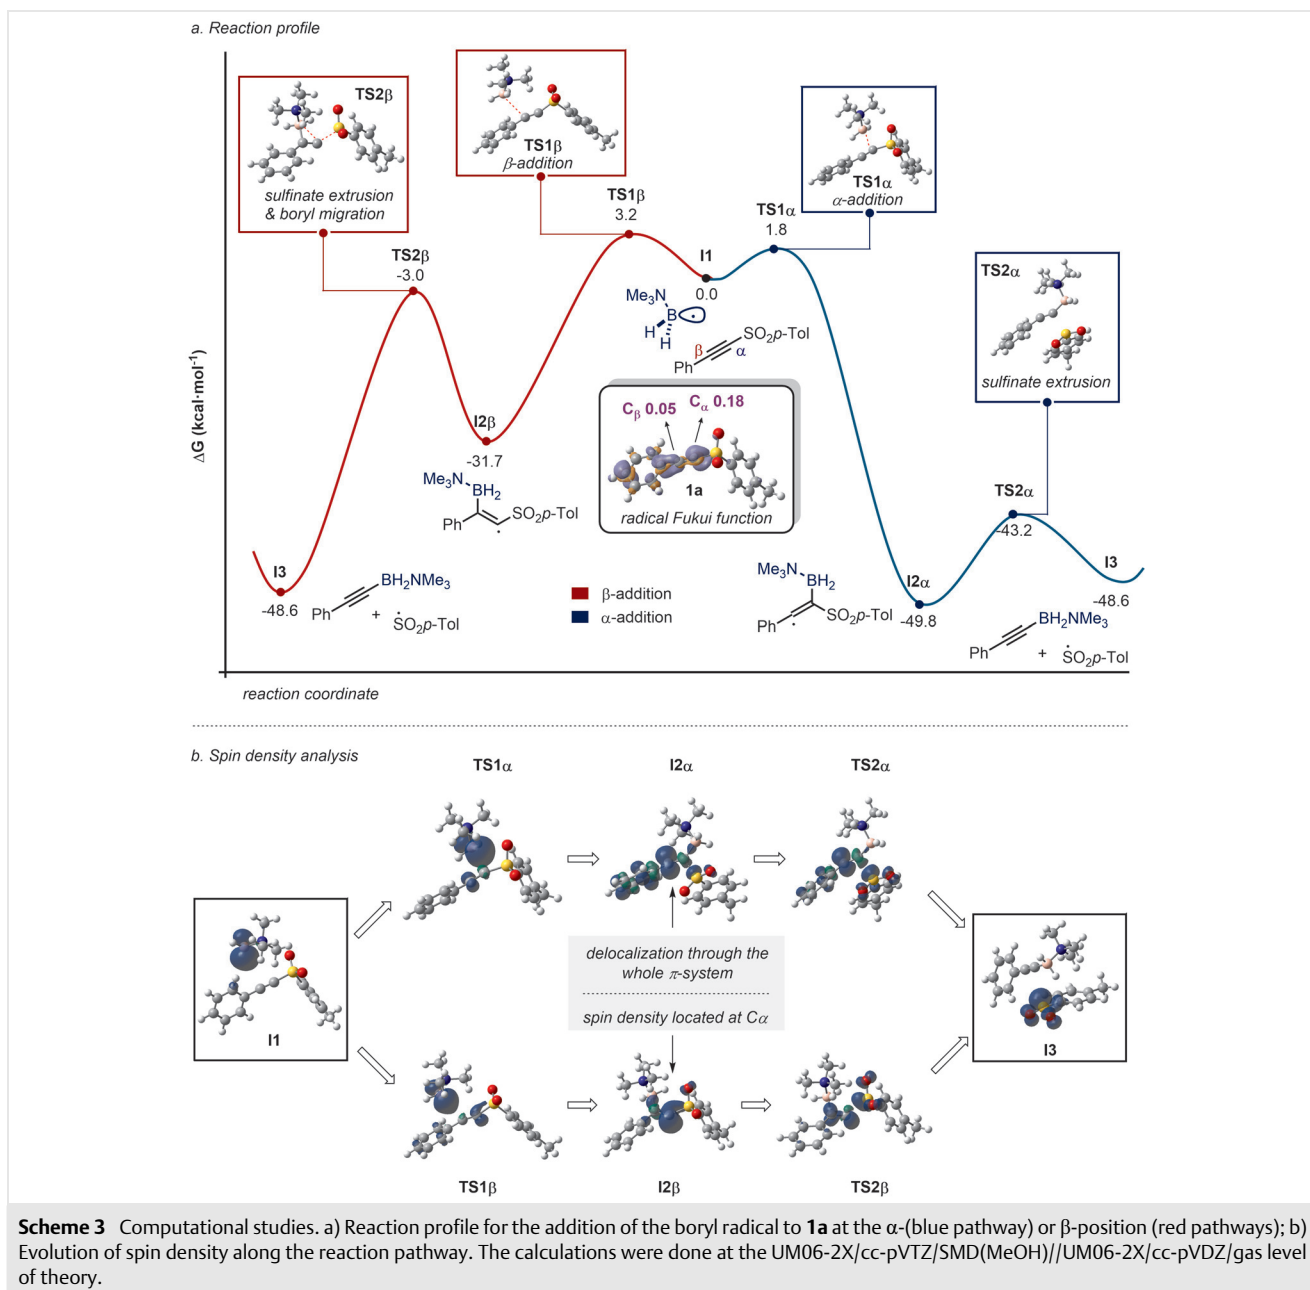 a. Reaction profile
TS2β
sulfinate extrusion
& boryl migration
TS1β
β-addition
TS1α
α-addition
TS2α
sulfinate extrusion
ΔG (kcal·mol⁻¹)
TS1β
3.2
TS1α
1.8
TS2β
-3.0
I1
0.0
Me₃N
B
H
H
SO₂p-Tol
β
α
Ph
I2β
-31.7
Me₃N
BH₂
SO₂p-Tol
Ph
Cβ 0.05
Cα 0.18
1a
radical Fukui function
TS2α
-43.2
I3
-48.6
BH₂NMe₃
Ph
+
SO₂p-Tol
β-addition
α-addition
Me₃N
BH₂
Ph
SO₂p-Tol
I2α
-49.8
I3
-48.6
BH₂NMe₃
Ph
+
SO₂p-Tol
reaction coordinate
b. Spin density analysis
TS1α
I2α
TS2α
I1
delocalization through the
whole π-system
spin density located at Cα
I3
TS1β
I2β
TS2β
Scheme 3 Computational studies. a) Reaction profile for the addition of the boryl radical to 1a at the α-(blue pathway) or β-position (red pathways); b)
Evolution of spin density along the reaction pathway. The calculations were done at the UM06-2X/cc-pVTZ/SMD(MeOH)//UM06-2X/cc-pVDZ/gas level
of theory.